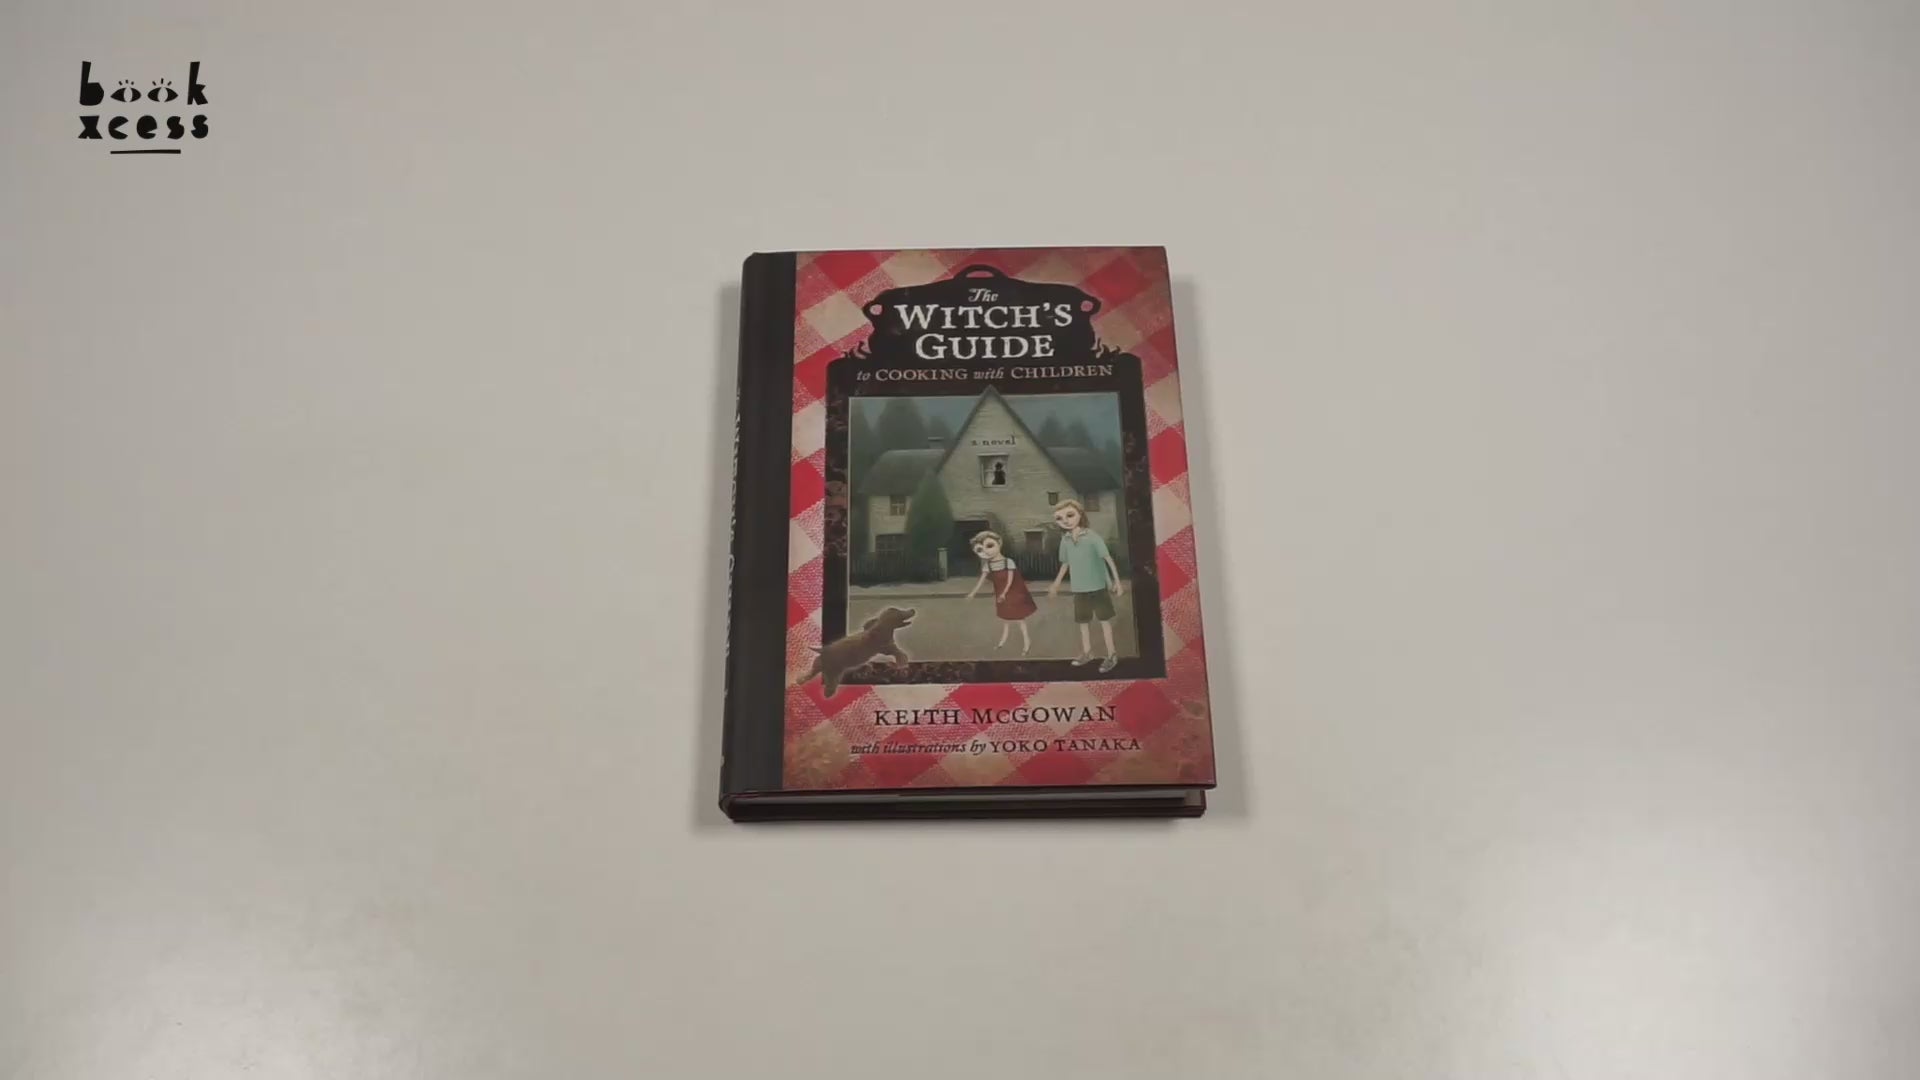 book
xcess
The
WITCH'S
GUIDE
to COOKING with CHILDREN
a novel
KEITH McGOWAN
with illustrations by YOKO TANAKA